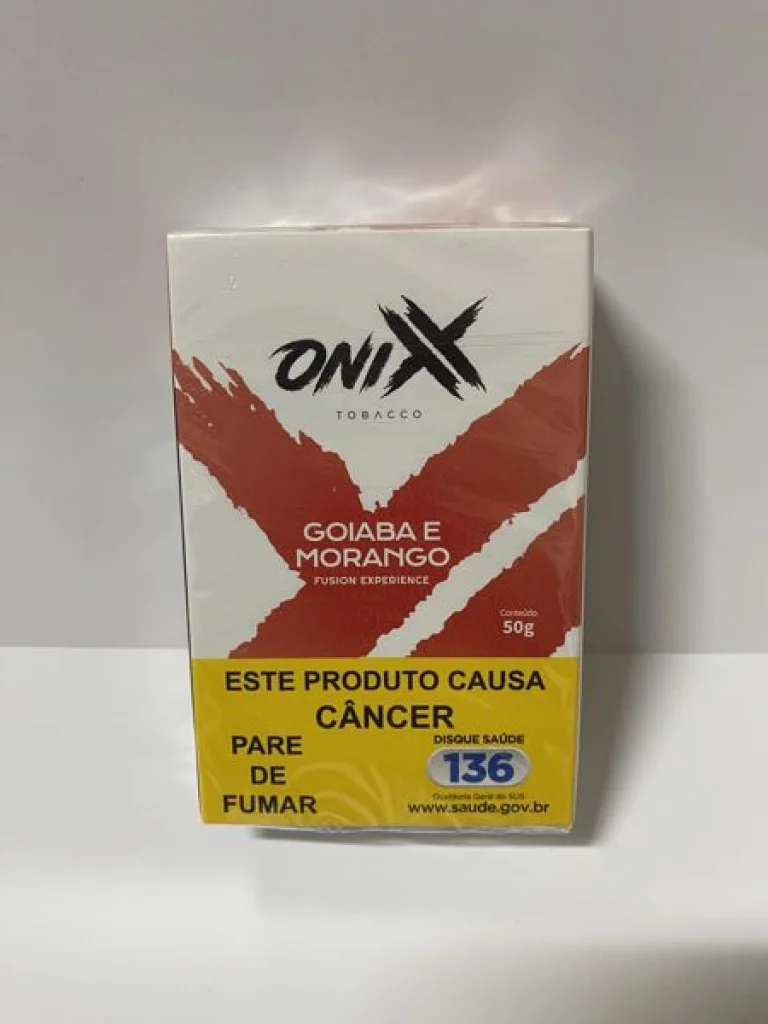 ONIX
TOBACCO
GOIABA E
MORANGO
FUSION EXPERIENCE
Conteúdo
50g
ESTE PRODUTO CAUSA
CÂNCER
PARE
DE
FUMAR
DISQUE SAÚDE
136
Ouvidoria Geral do SUS
www.saude.gov.br